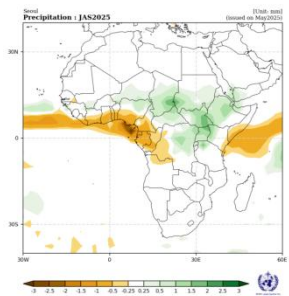 Seoul
Precipitation : JAS2025
[Unit: mm]
(issued on May2025)
30N
0
30S
30W
0
30E
60E
-3 -2.5 -2 -1.5 -1 -0.5 -0.25 0.25 0.5 1 1.5 2 2.5 3